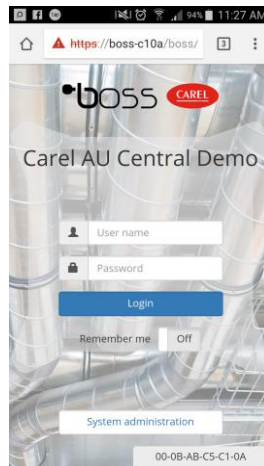 94% 11:27 AM
https://boss-c10a/boss/ 3
boss CAREL
Carel AU Central Demo
User name
Password
Login
Remember me Off
System administration
00-0B-AB-C5-C1-0A